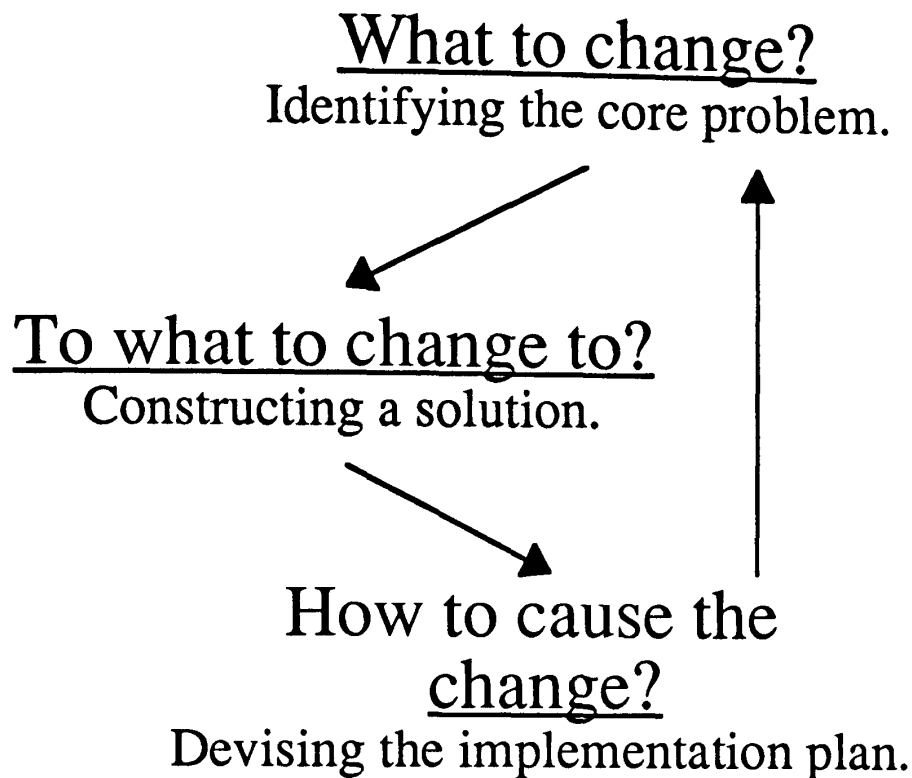 What to change?
Identifying the core problem.
To what to change to?
Constructing a solution.
How to cause the
change?
Devising the implementation plan.